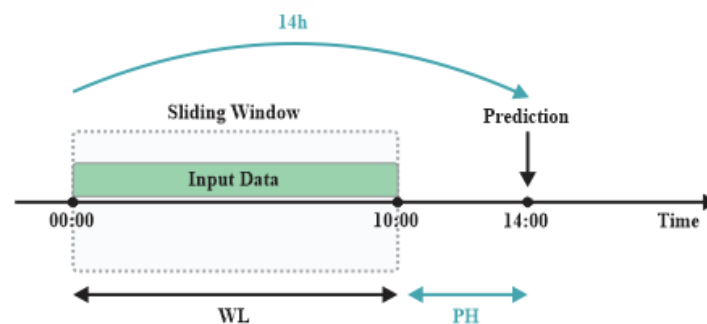 14h
Sliding Window
Prediction
Input Data
00:00
10:00
14:00
Time
WL
PH